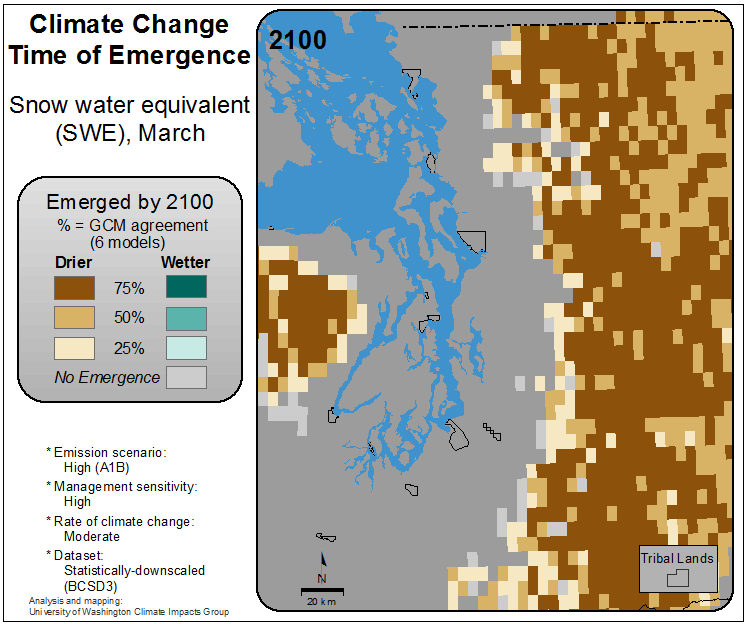 Climate Change
Time of Emergence
Snow water equivalent
(SWE), March
Emerged by 2100
% = GCM agreement
(6 models)
Drier Wetter
75%
50%
25%
No Emergence
* Emission scenario:
High (A1B)
* Management sensitivity:
High
* Rate of climate change:
Moderate
* Dataset:
Statistically-downscaled
(BCSD3)
Analysis and mapping:
University of Washington Climate Impacts Group
2100
N
20 km
Tribal Lands